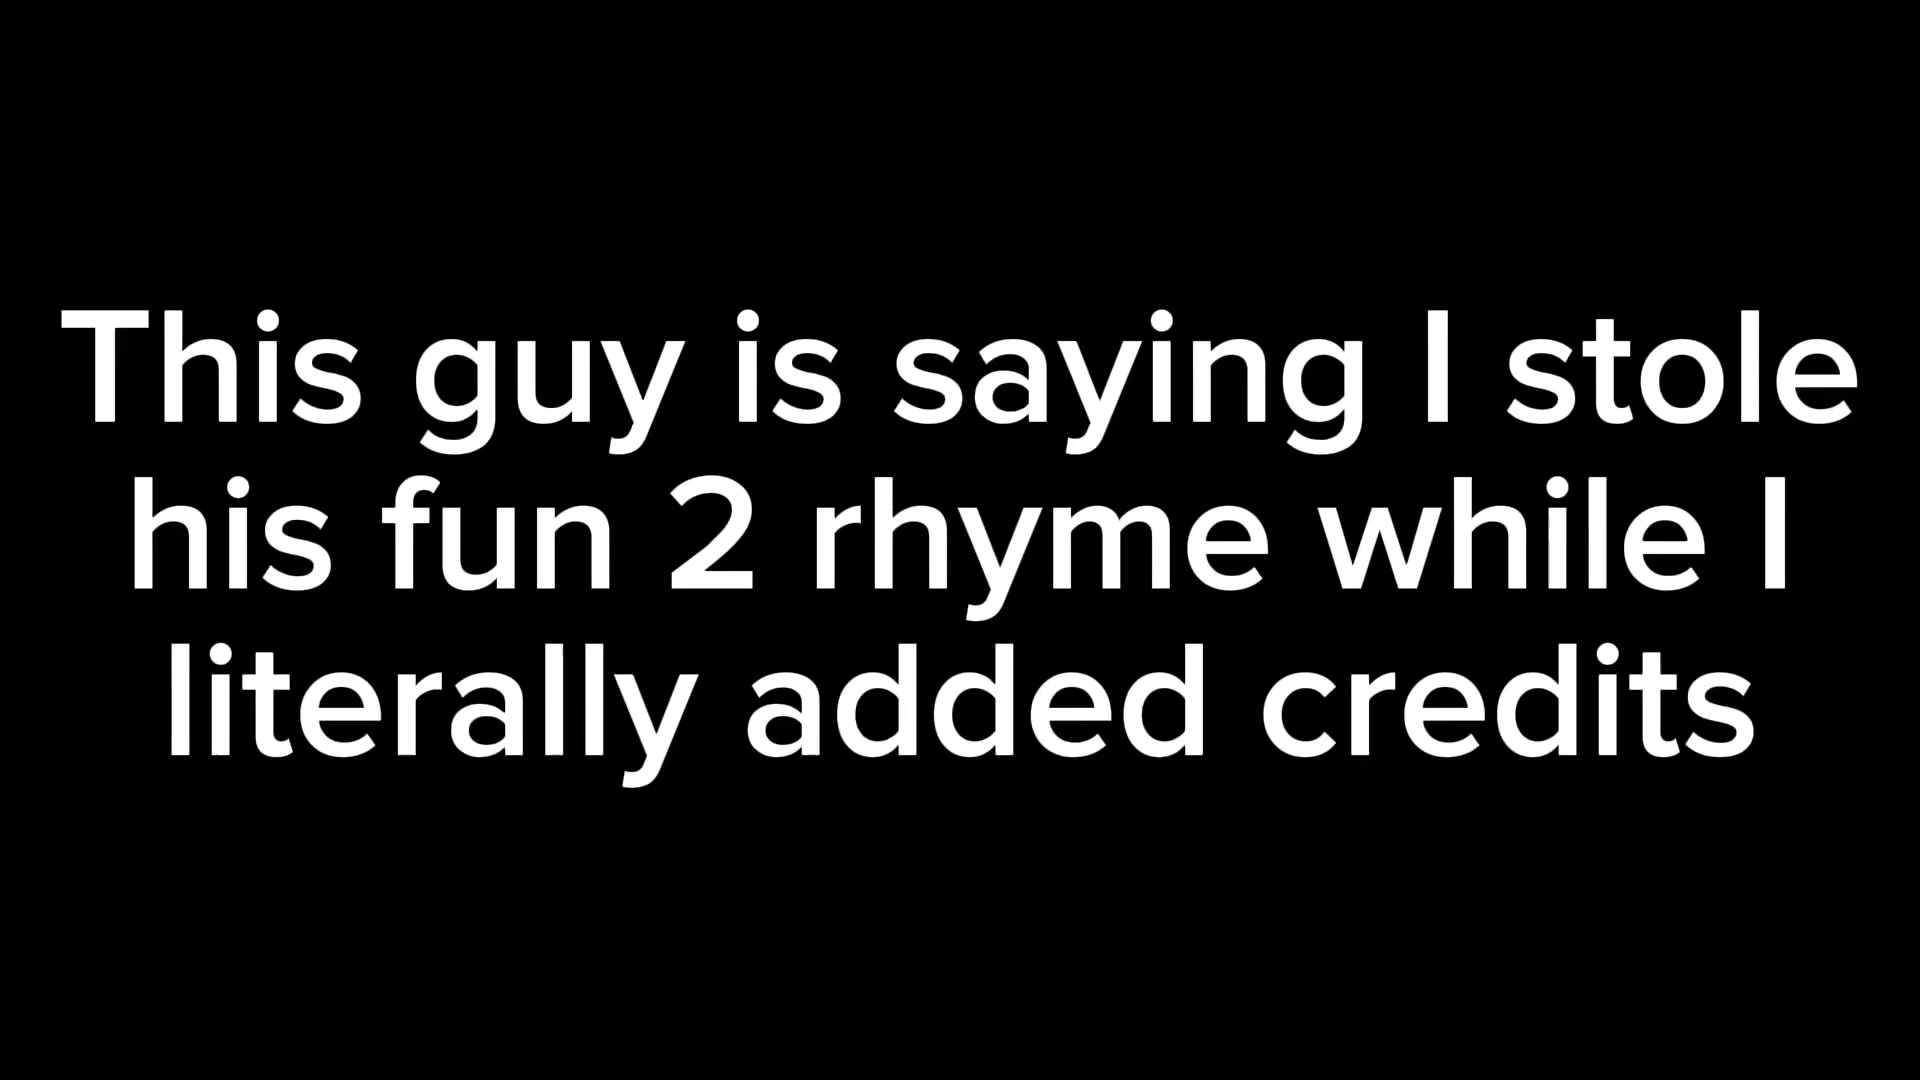 This guy is saying I stole
his fun 2 rhyme while I
literally added credits